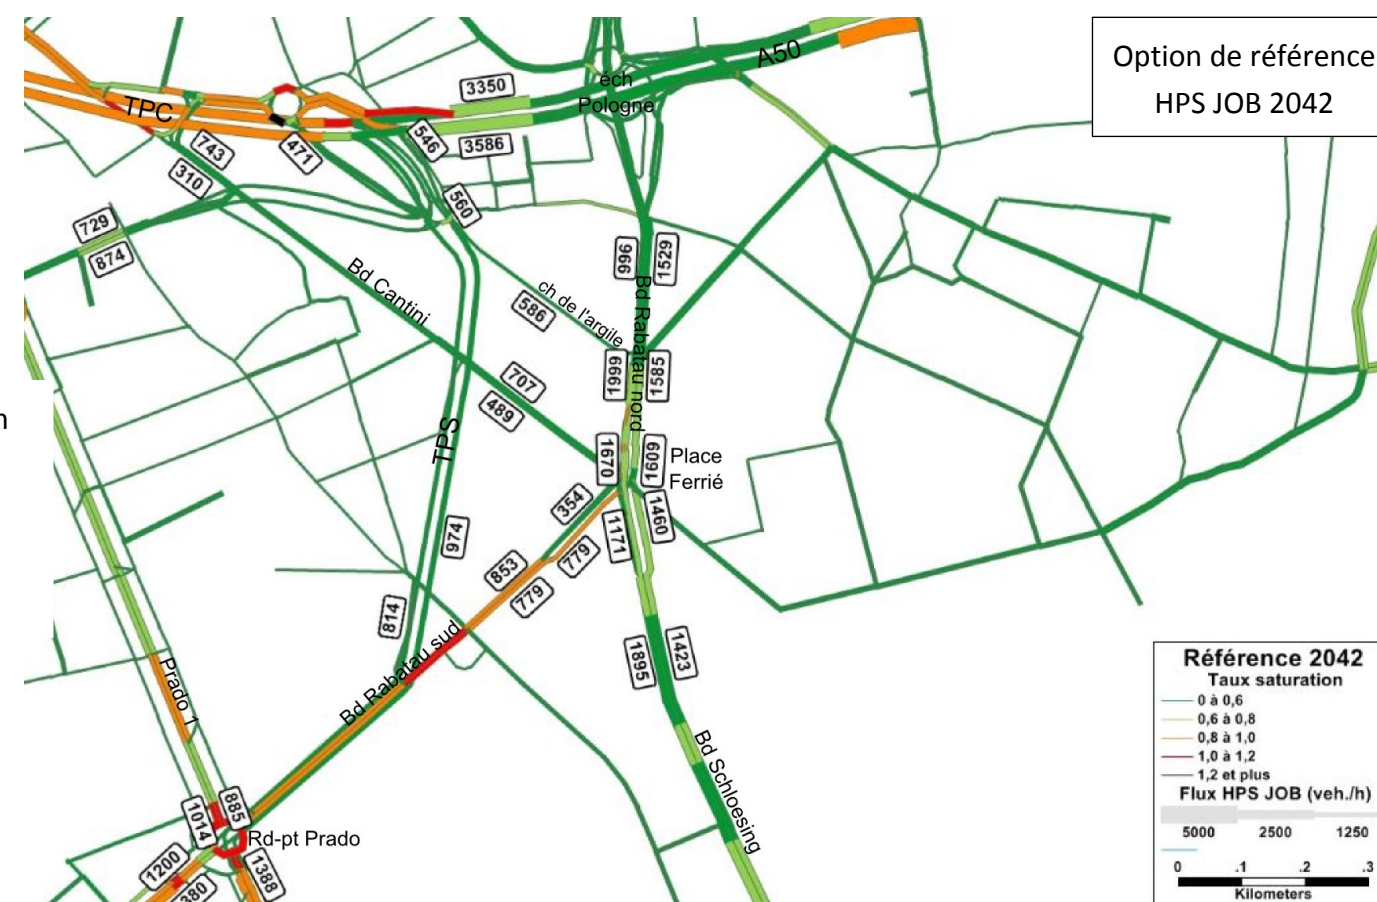 Option de référence
HPS JOB 2042
A50
éch
Pologne
3350
3586
TPC
743
310
471
546
560
729
874
996
1529
Bd Cantini
ch de l'argile
586
Bd Rabatau nord
1999
1585
707
489
n
TPS
1670
1609
Place
Ferrié
354
1460
1171
779
853
779
974
814
1895
1423
Bd Rabatau sud
Prado 1
Bd Schloesing
885
1014
Rd-pt Prado
1200
1388
380
Référence 2042
Taux saturation
0 à 0,6
0,6 à 0,8
0,8 à 1,0
1,0 à 1,2
1,2 et plus
Flux HPS JOB (veh./h)
5000 2500 1250
0 .1 .2 .3
Kilometers